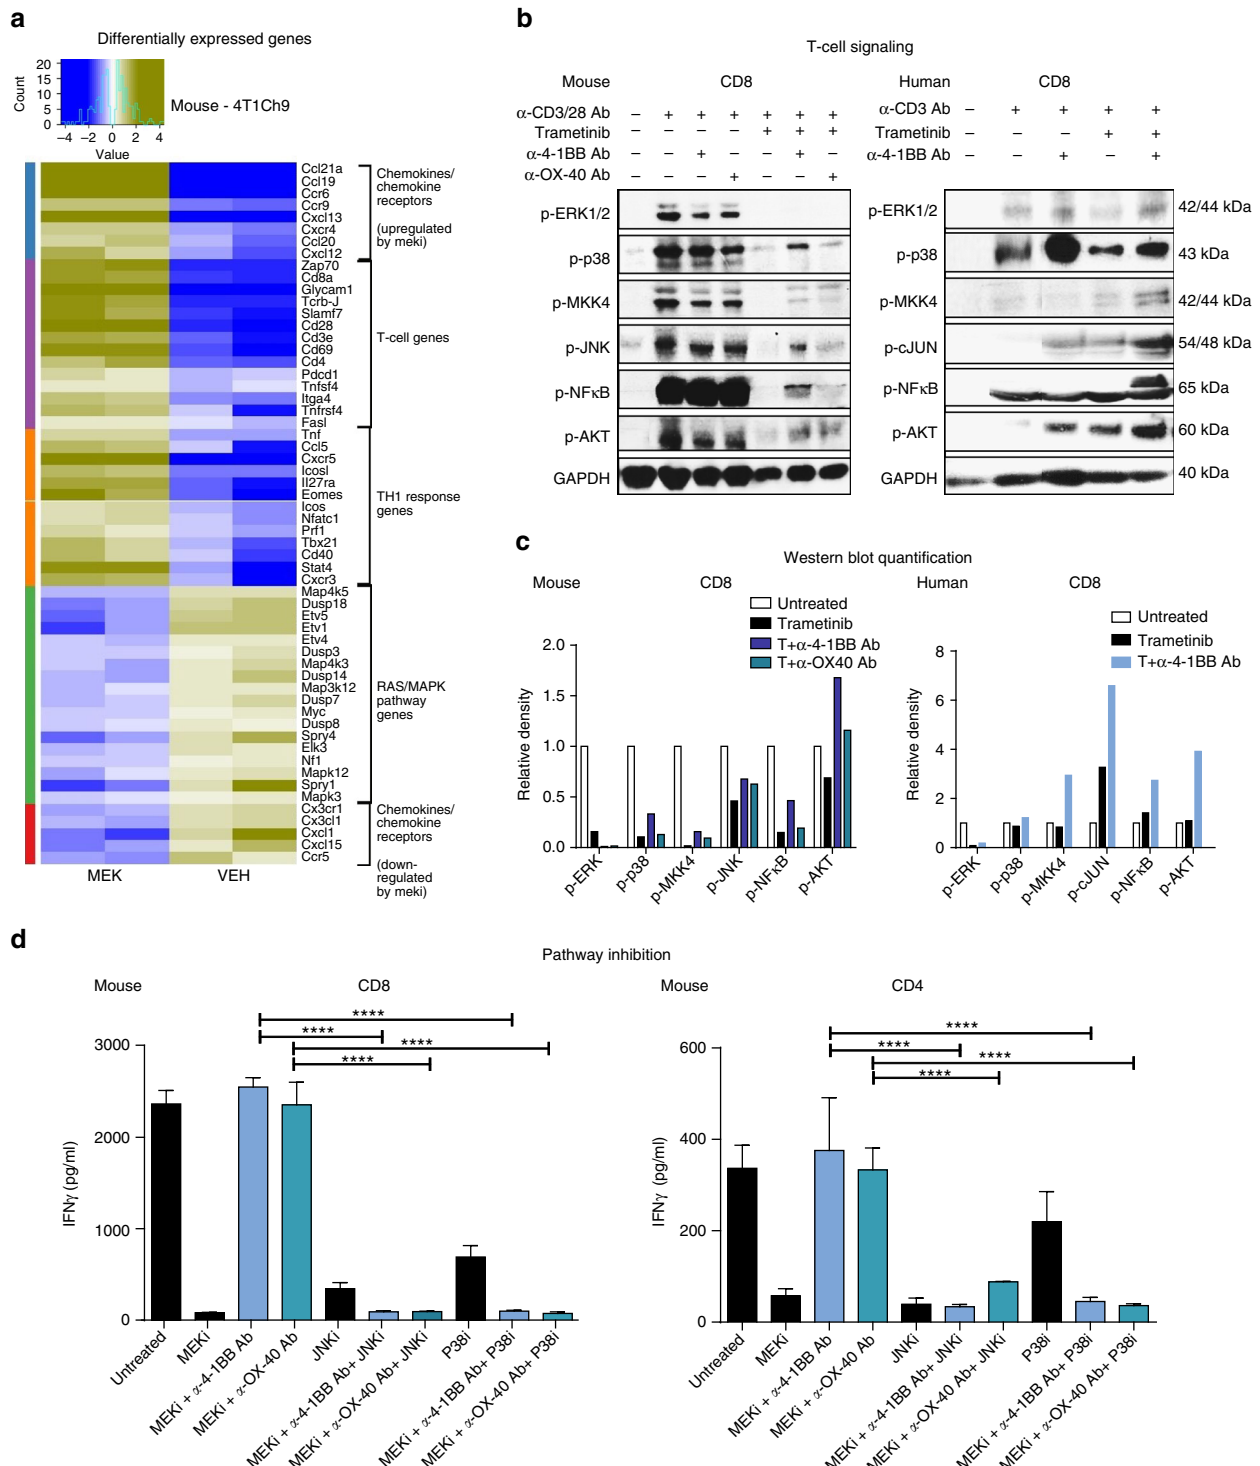 a
Differentially expressed genes
20
15
10
5
0
Count
−4 −2 0 2 4
Value
Mouse - 4T1Ch9
Ccl21a
Ccl19
Ccr6
Ccr9
Cxcl13
Cxcr4
Ccl20
Cxcl12
Zap70
Cd8a
Glycam1
Tcrb-J
Slamf7
Cd28
Cd3e
Cd69
Cd4
Pdcd1
Tnfsf4
Itga4
Tnfrsf4
Fasl
Tnf
Ccl5
Cxcr5
Icosl
Il27ra
Eomes
Icos
Nfatc1
Prf1
Tbx21
Cd40
Stat4
Cxcr3
Map4k5
Dusp18
Etv5
Etv1
Etv4
Dusp3
Map4k3
Dusp14
Map3k12
Dusp7
Myc
Dusp8
Spry4
Elk3
Nf1
Mapk12
Spry1
Mapk3
Cx3cr1
Cx3cl1
Cxcl1
Cxcl15
Ccr5
Chemokines/
chemokine
receptors
(upregulated
by meki)
T-cell genes
TH1 response
genes
RAS/MAPK
pathway
genes
Chemokines/
chemokine
receptors
(down-
regulated
by meki)
MEK VEH
b
T-cell signaling
Mouse CD8
α-CD3/28 Ab − + + + + + +
Trametinib − − − − + + +
α-4-1BB Ab − − + − − + −
α-OX-40 Ab − − − + − − +
p-ERK1/2
p-p38
p-MKK4
p-JNK
p-NFκB
p-AKT
GAPDH
Human CD8
α-CD3 Ab − + + + +
Trametinib − − − + +
α-4-1BB Ab − − + − +
p-ERK1/2 42/44 kDa
p-p38 43 kDa
p-MKK4 42/44 kDa
p-cJUN 54/48 kDa
p-NFκB 65 kDa
p-AKT 60 kDa
GAPDH 40 kDa
c
Western blot quantification
Mouse CD8
Untreated
Trametinib
T+α-4-1BB Ab
T+α-OX40 Ab
Relative density
2.0
1.5
1.0
0.5
0.0
p-ERK p-p38 p-MKK4 p-JNK p-NFκB p-AKT
Human CD8
Untreated
Trametinib
T+α-4-1BB Ab
Relative density
8
6
4
2
0
p-ERK p-p38 p-MKK4 p-cJUN p-NFκB p-AKT
d
Pathway inhibition
Mouse CD8
****
****
****
****
IFNγ (pg/ml)
3000
2000
1000
0
Untreated
MEKi
MEKi + α-4-1BB Ab
MEKi + α-OX-40 Ab
JNKi
MEKi + α-4-1BB Ab+ JNKi
MEKi + α-OX-40 Ab+ JNKi
P38i
MEKi + α-4-1BB Ab+ P38i
MEKi + α-OX-40 Ab+ P38i
Mouse CD4
****
****
****
****
IFNγ (pg/ml)
600
400
200
0
Untreated
MEKi
MEKi + α-4-1BB Ab
MEKi + α-OX-40 Ab
JNKi
MEKi + α-4-1BB Ab+ JNKi
MEKi + α-OX-40 Ab+ JNKi
P38i
MEKi + α-4-1BB Ab+ P38i
MEKi + α-OX-40 Ab+ P38i